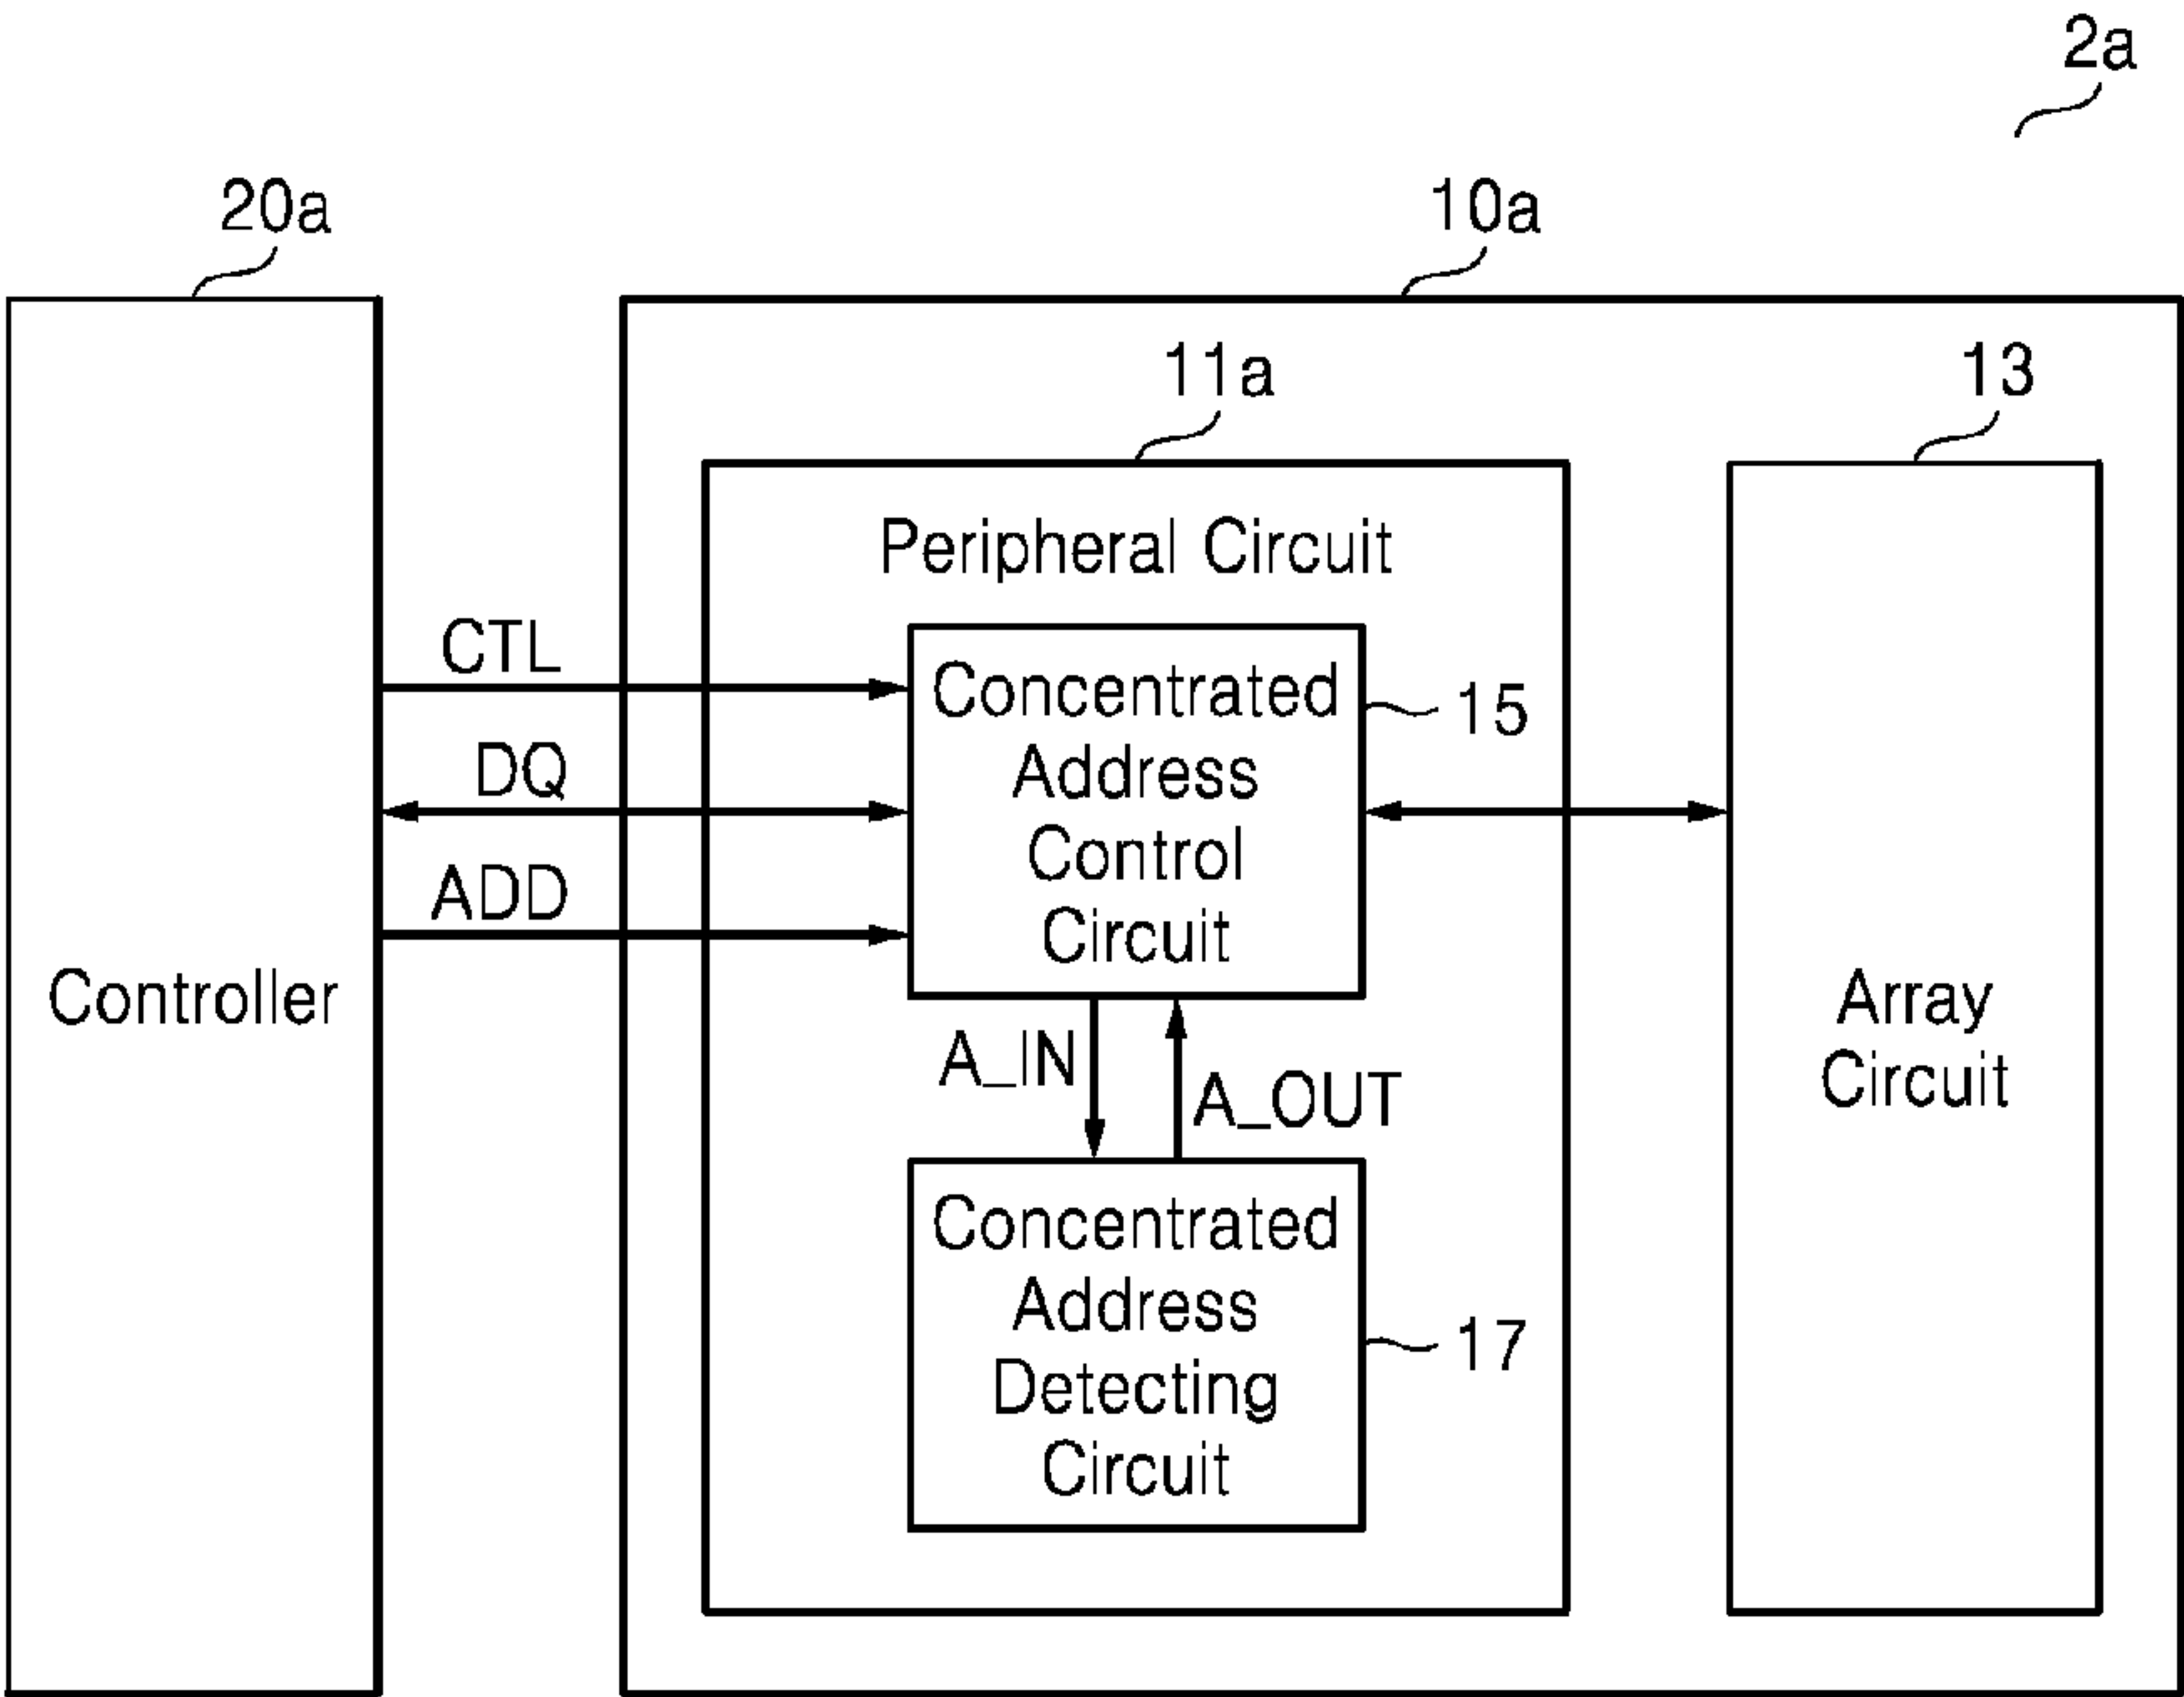 2a
20a
10a
11a
13
Peripheral Circuit
CTL
Concentrated
Address
Control
Circuit
15
DQ
ADD
Controller
A_IN
A_OUT
Array
Circuit
Concentrated
Address
Detecting
Circuit
17